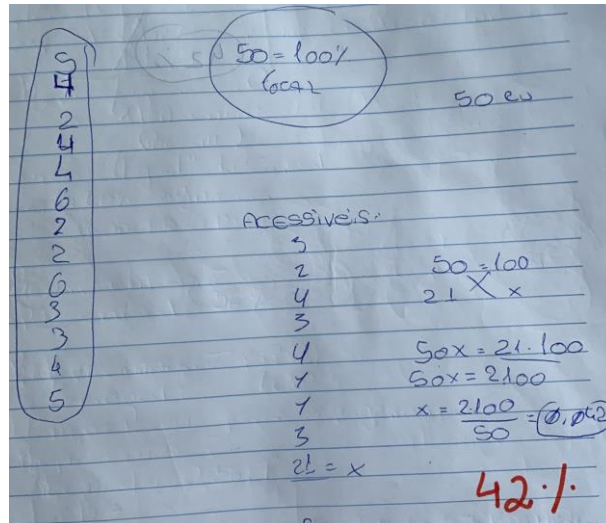 5
4
2
4
4
6
2
2
6
3
3
4
5
50 = 100%
total
50 eu
ACESSÍVEIS:
3
2
4
3
4
1
1
3
21 = x
50 = 100
21 x
50x = 21.100
50x = 2100
x = 2100
50
42%